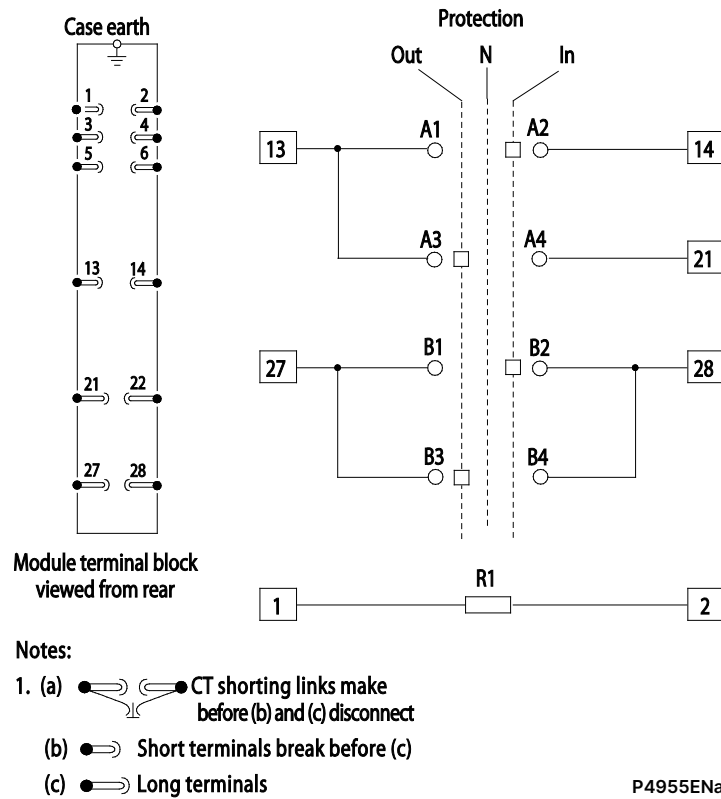 Case earth
1 2
3 4
5 6
13 14
21 22
27 28
Module terminal block
viewed from rear
Protection
Out N In
13 A1 A2 14
A3 A4 21
27 B1 B2 28
B3 B4
R1
1 2
Notes:
1. (a) CT shorting links make
before (b) and (c) disconnect
(b) Short terminals break before (c)
(c) Long terminals
P4955ENa